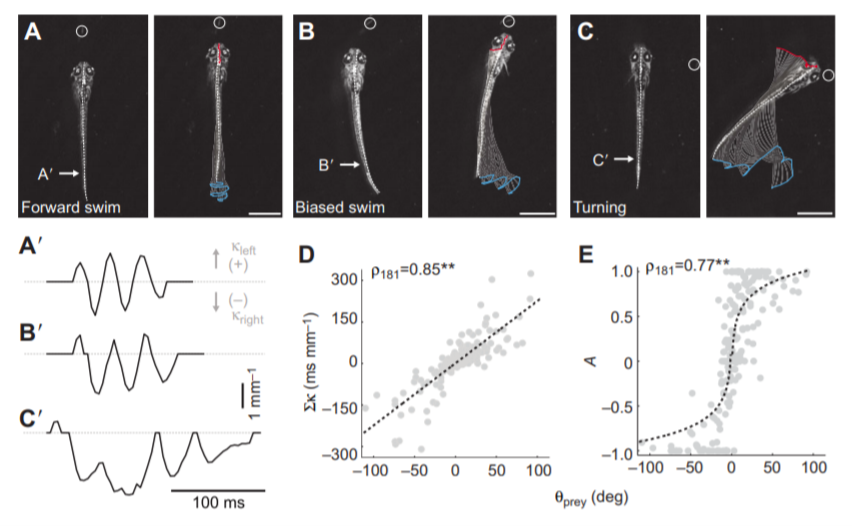 A
B
C
A′
B′
C′
Forward swim
Biased swim
Turning
A′
κleft
(+)
(−)
κright
B′
1 mm−1
C′
100 ms
D
ρ181=0.85**
300
150
0
−150
−300
Σκ (ms mm−1)
−100 −50 0 50 100
E
ρ181=0.77**
1.0
0.5
0
−0.5
−1.0
A
−100 −50 0 50 100
θprey (deg)